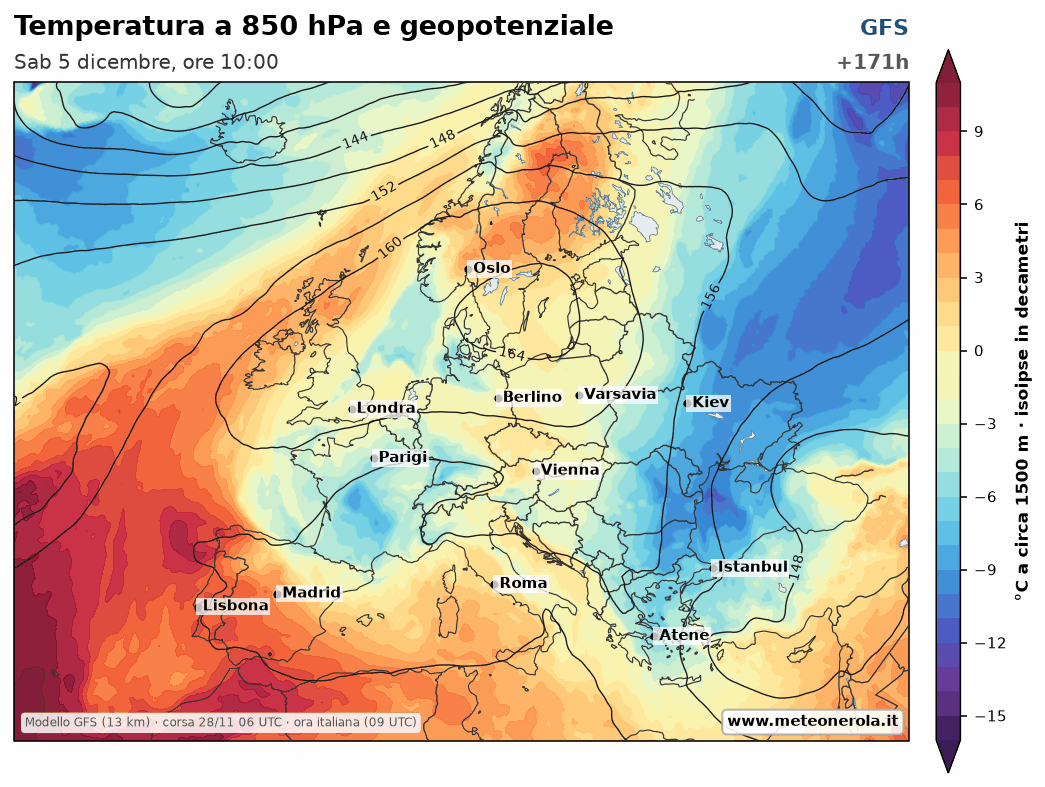 Temperatura a 850 hPa e geopotenziale
GFS
Sab 5 dicembre, ore 10:00
+171h
144
148
152
160
Oslo
156
164
Berlino
Varsavia
Londra
Kiev
Parigi
Vienna
Istanbul
148
Roma
Madrid
Lisbona
Atene
Modello GFS (13 km) · corsa 28/11 06 UTC · ora italiana (09 UTC)
www.meteonerola.it
9
6
3
0
−3
−6
−9
−12
−15
°C a circa 1500 m · isoipse in decametri